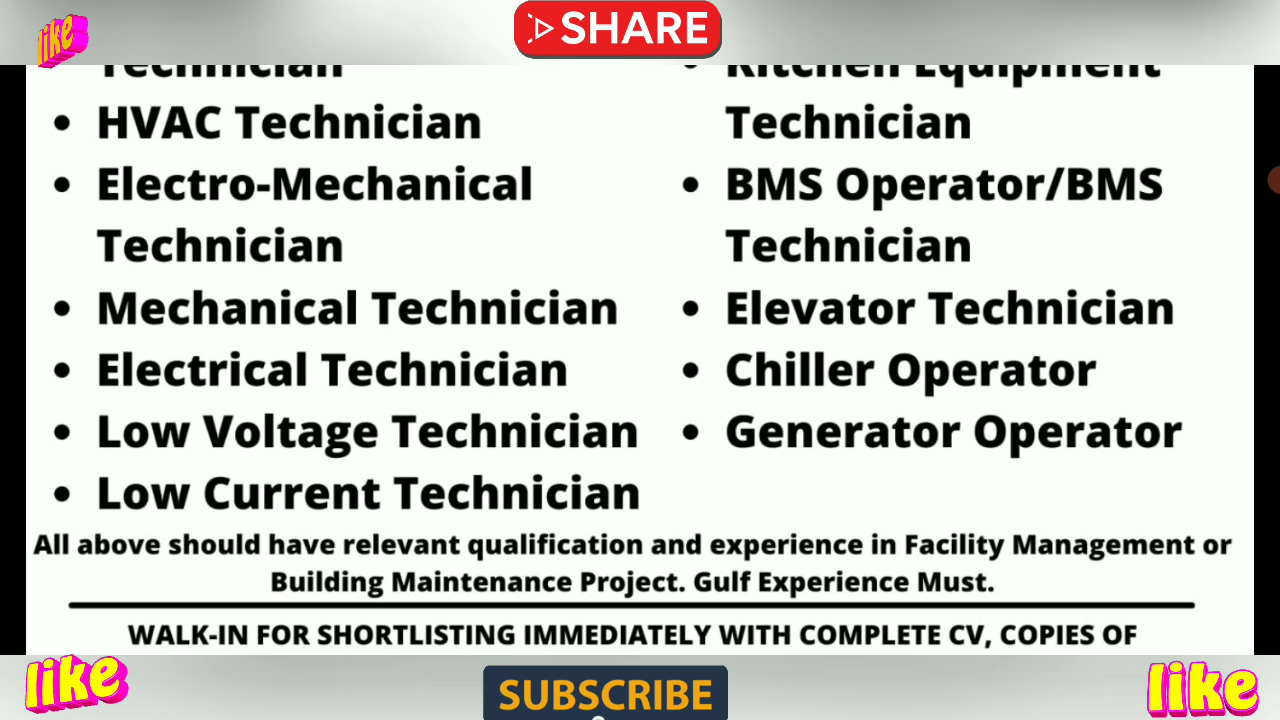 like
SHARE
Technician
• HVAC Technician
• Electro-Mechanical
Technician
• Mechanical Technician
• Electrical Technician
• Low Voltage Technician
• Low Current Technician
• Kitchen Equipment
Technician
• BMS Operator/BMS
Technician
• Elevator Technician
• Chiller Operator
• Generator Operator
All above should have relevant qualification and experience in Facility Management or
Building Maintenance Project. Gulf Experience Must.
WALK-IN FOR SHORTLISTING IMMEDIATELY WITH COMPLETE CV, COPIES OF
like
SUBSCRIBE
like